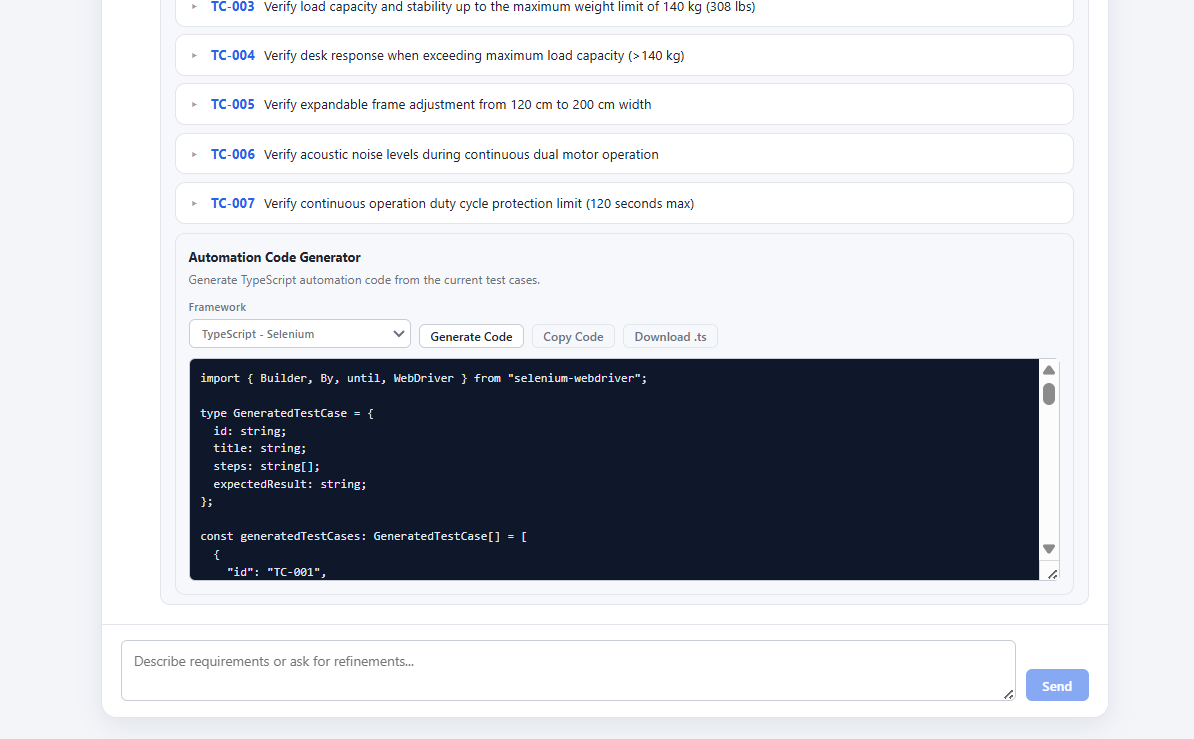 TC-003 Verify load capacity and stability up to the maximum weight limit of 140 kg (308 lbs)
TC-004 Verify desk response when exceeding maximum load capacity (>140 kg)
TC-005 Verify expandable frame adjustment from 120 cm to 200 cm width
TC-006 Verify acoustic noise levels during continuous dual motor operation
TC-007 Verify continuous operation duty cycle protection limit (120 seconds max)
Automation Code Generator
Generate TypeScript automation code from the current test cases.
Framework
TypeScript - Selenium Generate Code Copy Code Download .ts
import { Builder, By, until, WebDriver } from "selenium-webdriver";
type GeneratedTestCase = {
id: string;
title: string;
steps: string[];
expectedResult: string;
};
const generatedTestCases: GeneratedTestCase[] = [
{
"id": "TC-001",
Describe requirements or ask for refinements...
Send